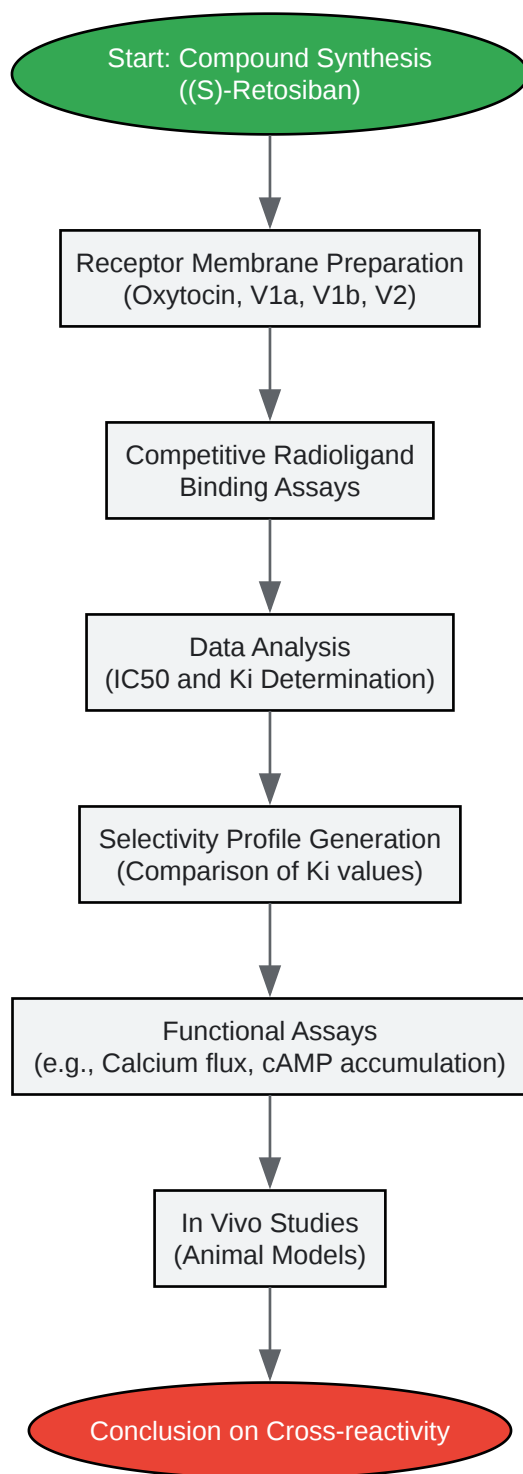 Start: Compound Synthesis
((S)-Retosiban)
Receptor Membrane Preparation
(Oxytocin, V1a, V1b, V2)
Competitive Radioligand
Binding Assays
Data Analysis
(IC50 and Ki Determination)
Selectivity Profile Generation
(Comparison of Ki values)
Functional Assays
(e.g., Calcium flux, cAMP accumulation)
In Vivo Studies
(Animal Models)
Conclusion on Cross-reactivity